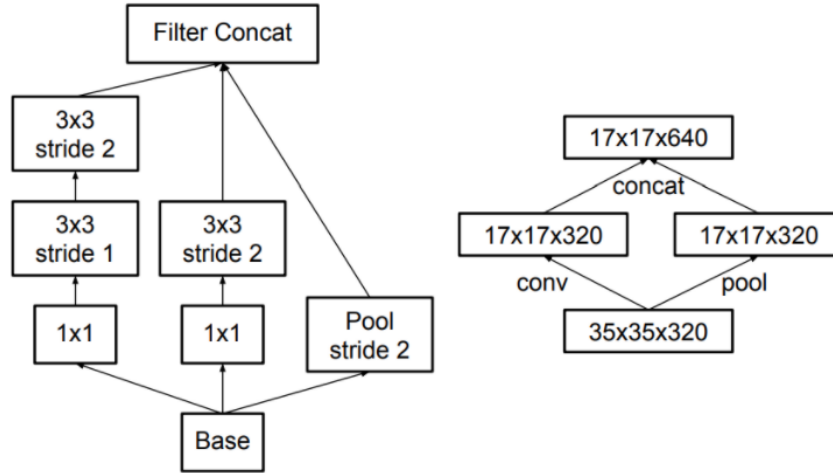 Filter Concat
3x3
stride 2
3x3
stride 1
3x3
stride 2
1x1
1x1
Pool
stride 2
Base
17x17x640
concat
17x17x320
17x17x320
conv
pool
35x35x320